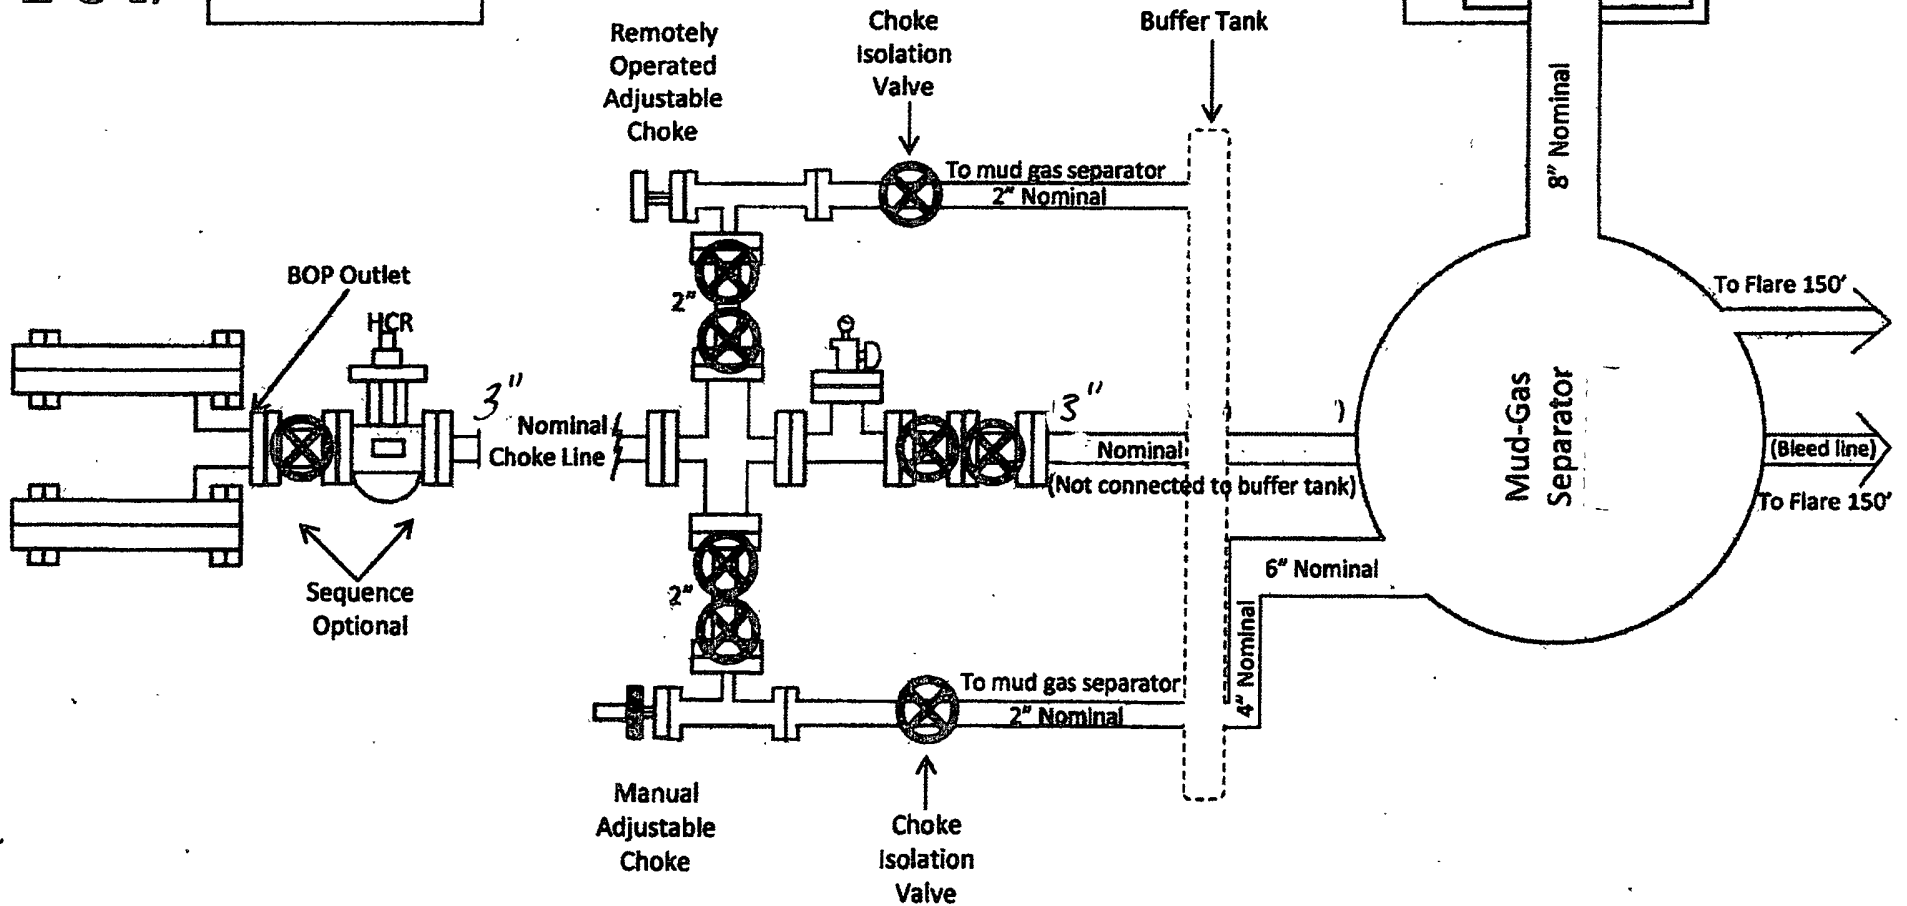 Remotely
Operated
Adjustable
Choke
Choke
Isolation
Valve
Buffer Tank
8" Nominal
To mud gas separator
2" Nominal
BOP Outlet
HCR
2"
To Flare 150'
3"
Nominal
Choke Line
3"
Nominal
(Not connected to buffer tank)
Mud-Gas
Separator
(Bleed line)
To Flare 150'
Sequence
Optional
2"
6" Nominal
4" Nominal
To mud gas separator
2" Nominal
Manual
Adjustable
Choke
Choke
Isolation
Valve